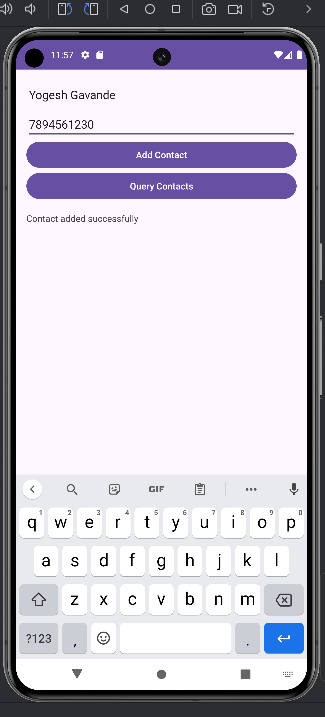 11:57
Yogesh Gavande
7894561230
Add Contact
Query Contacts
Contact added successfully
GIF
1 2 3 4 5 6 7 8 9 0
q w e r t y u i o p
a s d f g h j k l
z x c v b n m
?123 , .